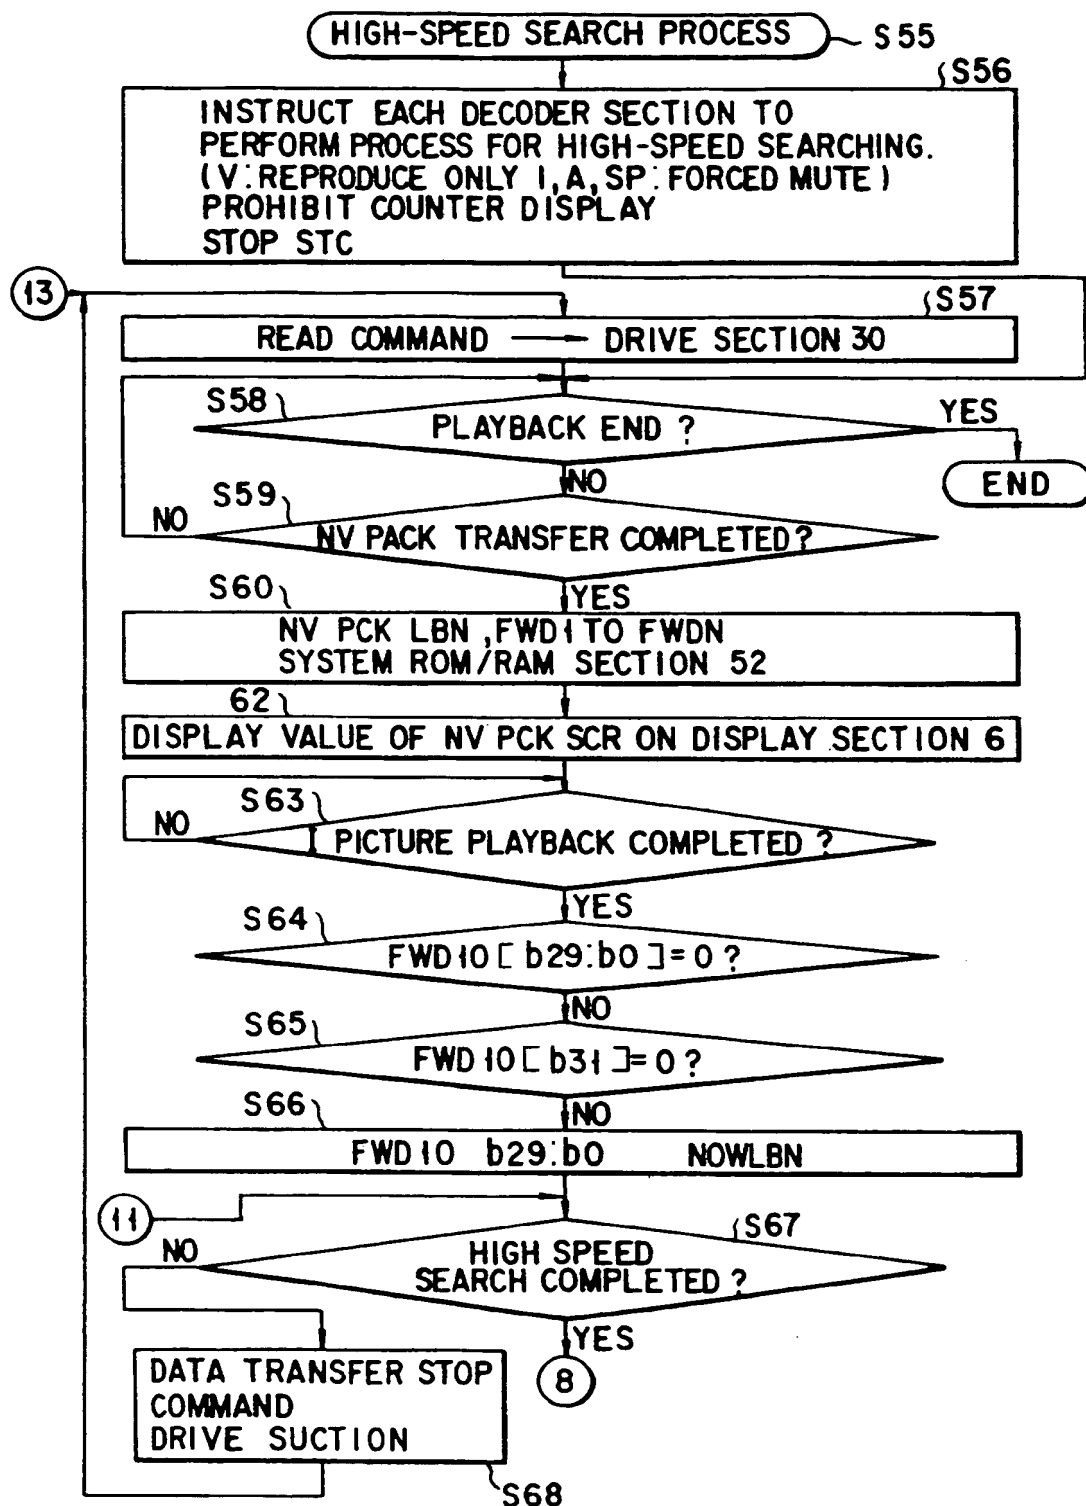 HIGH-SPEED SEARCH PROCESS
S55
S56
INSTRUCT EACH DECODER SECTION TO
PERFORM PROCESS FOR HIGH-SPEED SEARCHING.
(V:REPRODUCE ONLY I,A,SP:FORCED MUTE)
PROHIBIT COUNTER DISPLAY
STOP STC
13
S57
READ COMMAND → DRIVE SECTION 30
S58
PLAYBACK END ?
YES
END
NO
S59
NO
NV PACK TRANSFER COMPLETED?
YES
S60
NV PCK LBN ,FWD1 TO FWDN
SYSTEM ROM/RAM SECTION 52
62
DISPLAY VALUE OF NV PCK SCR ON DISPLAY SECTION 6
S63
NO
I PICTURE PLAYBACK COMPLETED ?
YES
S64
FWD10 [ b29:b0 ]=0 ?
NO
S65
FWD10 [ b31 ]=0 ?
NO
S66
FWD10 b29:b0 NOWLBN
11
S67
NO
HIGH SPEED
SEARCH COMPLETED ?
YES
8
DATA TRANSFER STOP
COMMAND
DRIVE SUCTION
S68